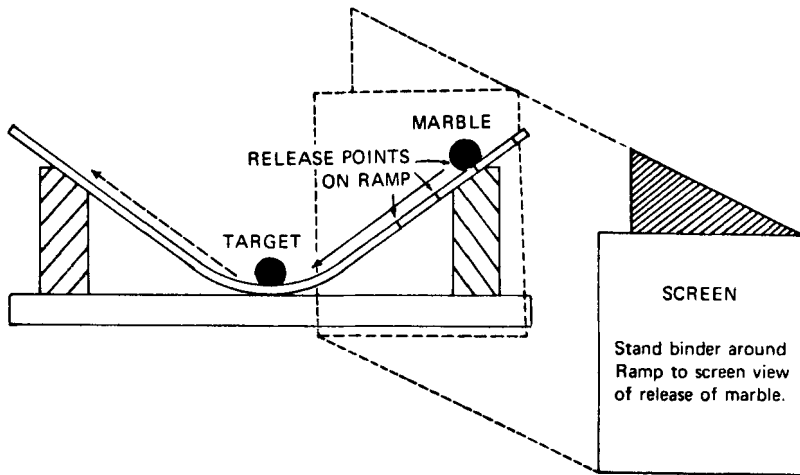 MARBLE
RELEASE POINTS
ON RAMP
TARGET
SCREEN
Stand binder around
Ramp to screen view
of release of marble.